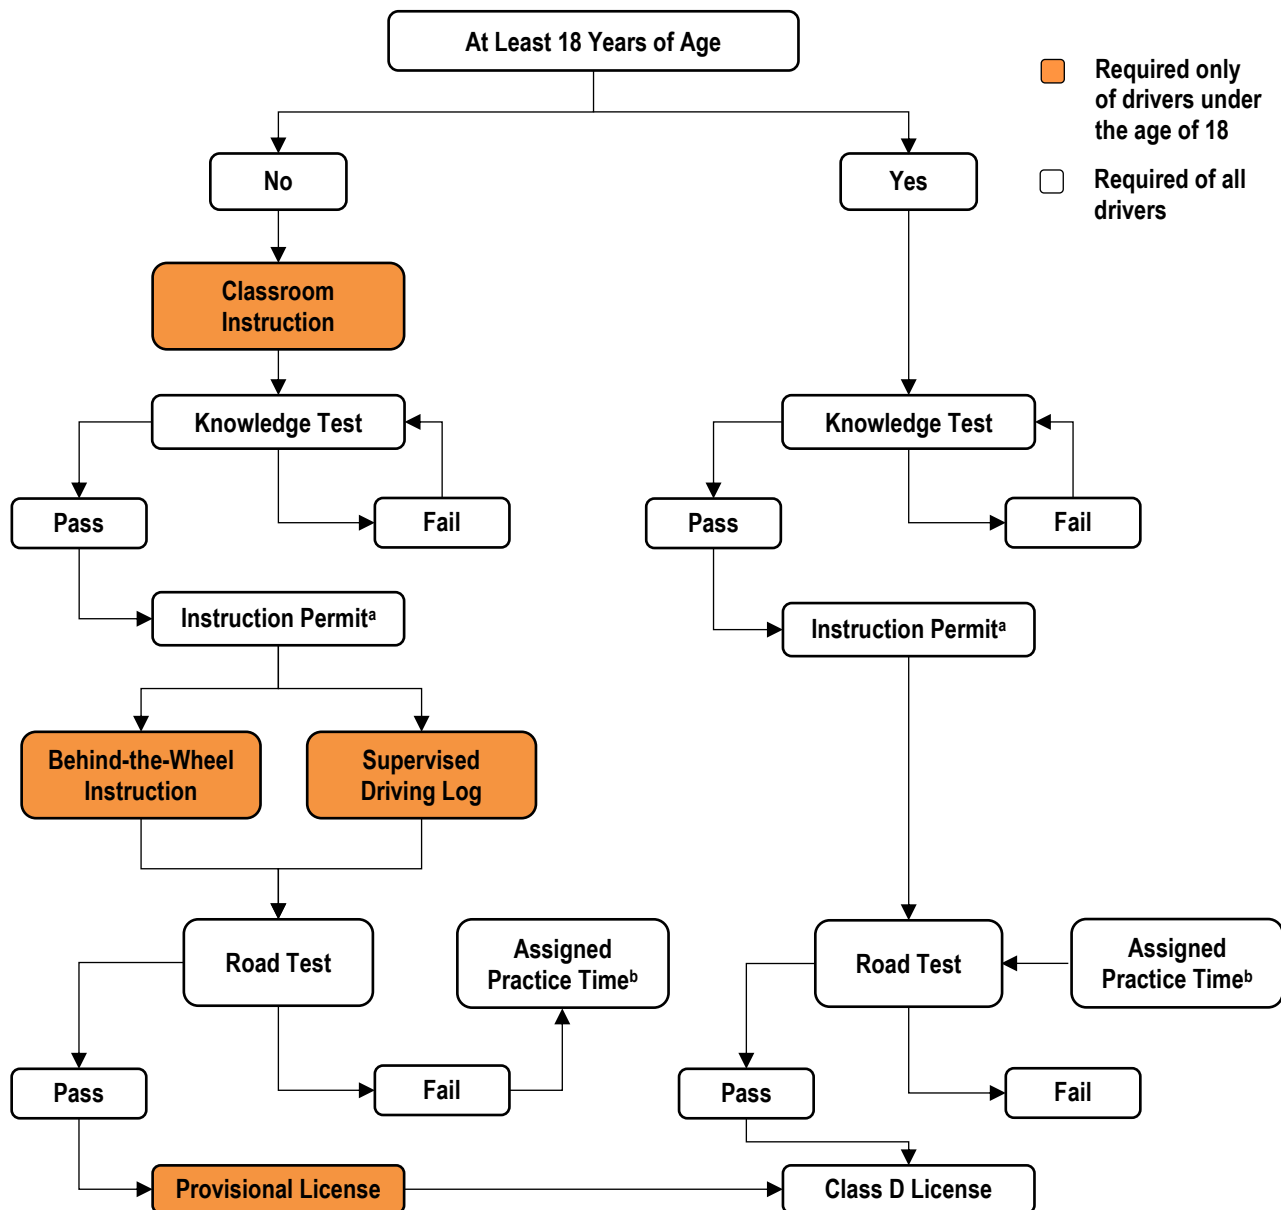 At Least 18 Years of Age
Required only
of drivers under
the age of 18
Required of all
drivers
No
Yes
Classroom
Instruction
Knowledge Test
Knowledge Test
Pass
Fail
Pass
Fail
Instruction Permitᵃ
Instruction Permitᵃ
Behind-the-Wheel
Instruction
Supervised
Driving Log
Road Test
Assigned
Practice Timeᵇ
Road Test
Assigned
Practice Timeᵇ
Pass
Fail
Pass
Fail
Provisional License
Class D License